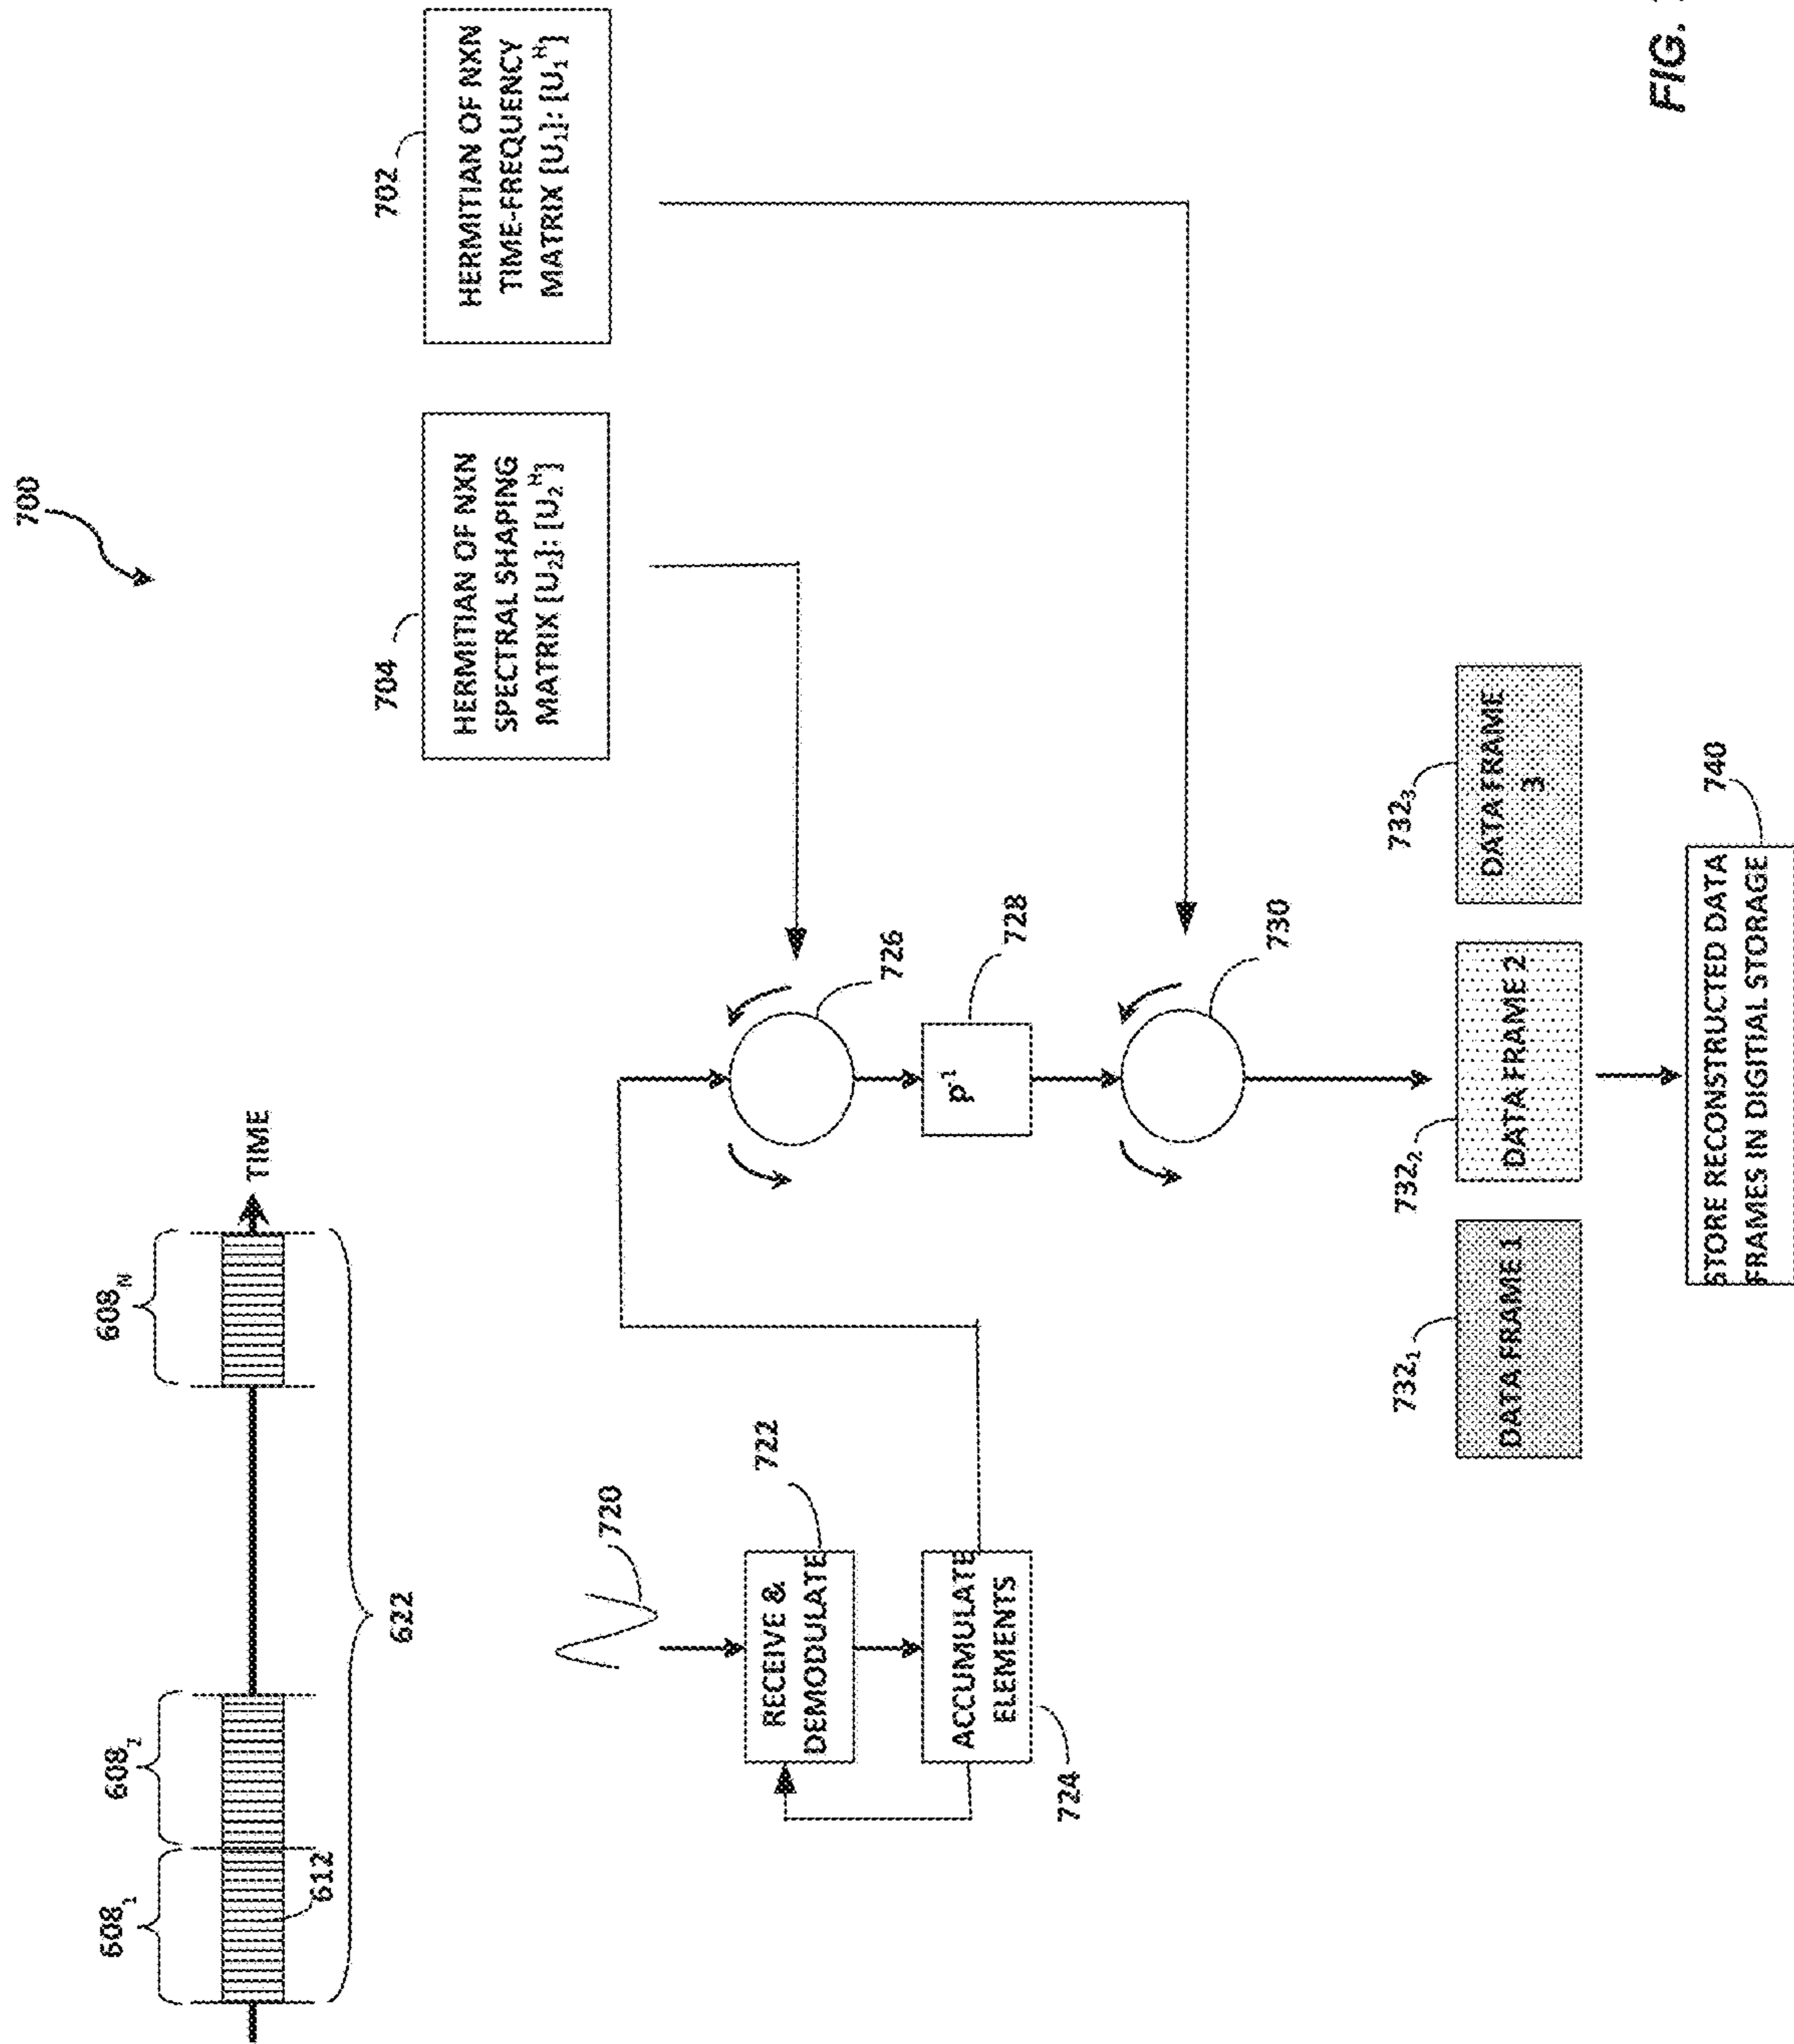 700
608₁
608₂
608N
TIME
612
622
704
HERMITIAN OF NXN
SPECTRAL SHAPING
MATRIX [U₂]: [U₂ᴴ]
702
HERMITIAN OF NXN
TIME-FREQUENCY
MATRIX [U₁]: [U₁ᴴ]
720
RECEIVE &
DEMODULATE
722
ACCUMULATE
ELEMENTS
724
726
P⁻¹
728
730
732₁
DATA FRAME 1
732₂
DATA FRAME 2
732₃
DATA FRAME
3
STORE RECONSTRUCTED DATA
FRAMES IN DIGITIAL STORAGE
740
FIG.